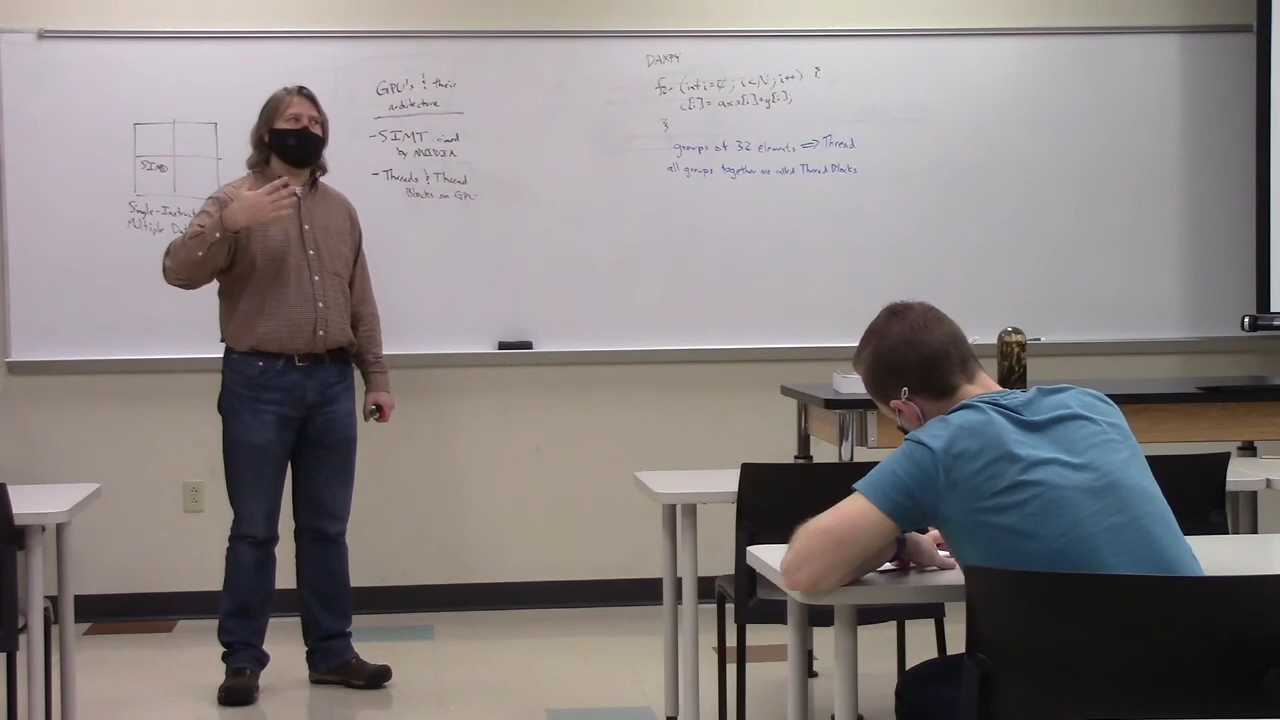 SIMD
Single-Instruct
Multiple Da
GPU's & their
architecture
-SIMT
by NVIDIA
-Threads & Thread
Blocks on GPU
DAXPY
for (int i=0; i<N; i++) {
c[i]= a*x[i]+y[i];
}
groups of 32 elements => Thread
all groups together are called Thread Blocks